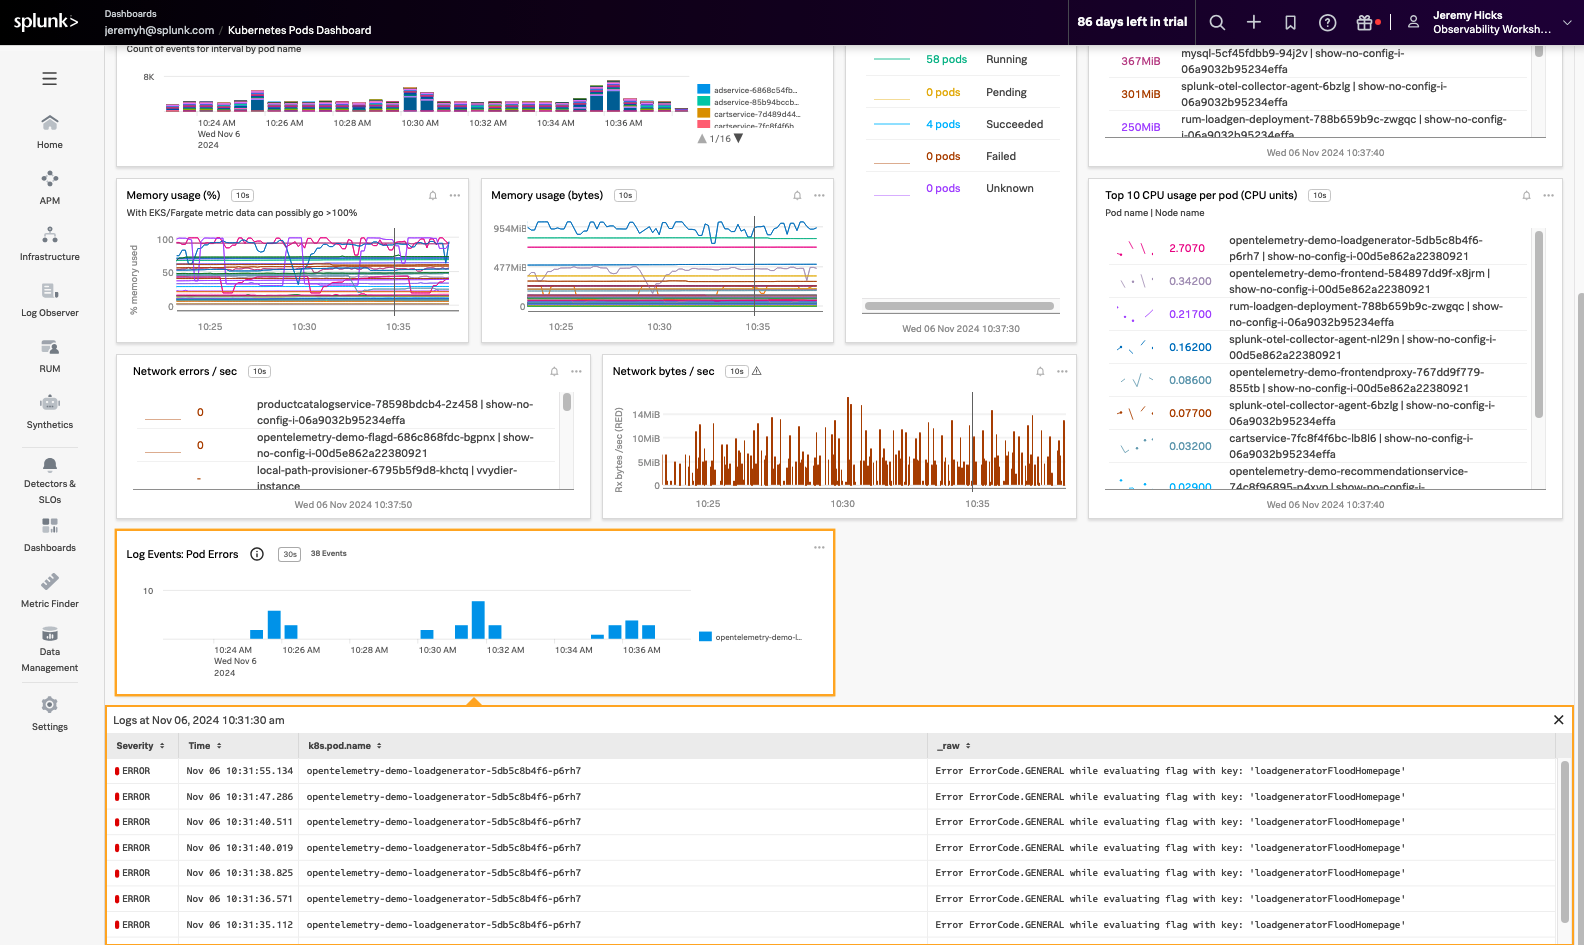 splunk>
Dashboards
jeremyh@splunk.com / Kubernetes Pods Dashboard
86 days left in trial
Jeremy Hicks
Observability Worksh...
Home
APM
Infrastructure
Log Observer
RUM
Synthetics
Detectors &
SLOs
Dashboards
Metric Finder
Data
Management
Settings
Count of events for interval by pod name
8K
10:24 AM
Wed Nov 6
2024
10:26 AM
10:28 AM
10:30 AM
10:32 AM
10:34 AM
10:36 AM
adservice-6868c54fb...
adservice-85b94bccb...
cartservice-7d489d44...
cartservice-7fc8f4f6b
1/16
58 pods Running
0 pods Pending
4 pods Succeeded
0 pods Failed
0 pods Unknown
Wed 06 Nov 2024 10:37:30
367MiB
mysql-5cf45fdbb9-94j2v | show-no-config-i-
06a9032b95234effa
301MiB
splunk-otel-collector-agent-6bzlg | show-no-config-i-
06a9032b95234effa
250MiB
rum-loadgen-deployment-788b659b9c-zwgqc | show-no-config-
i-06a9032b95234effa
Wed 06 Nov 2024 10:37:40
Memory usage (%) 10s
With EKS/Fargate metric data can possibly go >100%
% memory used
100
50
0
10:25
10:30
10:35
Memory usage (bytes) 10s
954MiB
477MiB
0
10:25
10:30
10:35
Top 10 CPU usage per pod (CPU units) 10s
Pod name | Node name
2.7070
opentelemetry-demo-loadgenerator-5db5c8b4f6-
p6rh7 | show-no-config-i-00d5e862a22380921
0.34200
opentelemetry-demo-frontend-584897dd9f-x8jrm |
show-no-config-i-00d5e862a22380921
0.21700
rum-loadgen-deployment-788b659b9c-zwgqc | show-
no-config-i-06a9032b95234effa
0.16200
splunk-otel-collector-agent-nl29n | show-no-config-i-
00d5e862a22380921
0.08600
opentelemetry-demo-frontendproxy-767dd9f779-
855tb | show-no-config-i-00d5e862a22380921
0.07700
splunk-otel-collector-agent-6bzlg | show-no-config-i-
06a9032b95234effa
0.03200
cartservice-7fc8f4f6bc-lb8l6 | show-no-config-i-
06a9032b95234effa
0.02900
opentelemetry-demo-recommendationservice-
74c8f96895-n4xvp | show-no-config-i-
Wed 06 Nov 2024 10:37:40
Network errors / sec 10s
0
productcatalogservice-78598bdcb4-2z458 | show-no-
config-i-06a9032b95234effa
0
opentelemetry-demo-flagd-686c868fdc-bgpnx | show-
no-config-i-00d5e862a22380921
-
local-path-provisioner-6795b5f9d8-khctq | vvydier-
instance
Wed 06 Nov 2024 10:37:50
Network bytes / sec 10s
Rx bytes /sec (RED)
14MiB
10MiB
5MiB
0
10:25
10:30
10:35
Log Events: Pod Errors 30s 38 Events
10
10:24 AM
Wed Nov 6
2024
10:26 AM
10:28 AM
10:30 AM
10:32 AM
10:34 AM
10:36 AM
opentelemetry-demo-l...
Logs at Nov 06, 2024 10:31:30 am
Severity Time k8s.pod.name _raw
ERROR Nov 06 10:31:55.134 opentelemetry-demo-loadgenerator-5db5c8b4f6-p6rh7 Error ErrorCode.GENERAL while evaluating flag with key: 'loadgeneratorFloodHomepage'
ERROR Nov 06 10:31:47.286 opentelemetry-demo-loadgenerator-5db5c8b4f6-p6rh7 Error ErrorCode.GENERAL while evaluating flag with key: 'loadgeneratorFloodHomepage'
ERROR Nov 06 10:31:40.511 opentelemetry-demo-loadgenerator-5db5c8b4f6-p6rh7 Error ErrorCode.GENERAL while evaluating flag with key: 'loadgeneratorFloodHomepage'
ERROR Nov 06 10:31:40.019 opentelemetry-demo-loadgenerator-5db5c8b4f6-p6rh7 Error ErrorCode.GENERAL while evaluating flag with key: 'loadgeneratorFloodHomepage'
ERROR Nov 06 10:31:38.825 opentelemetry-demo-loadgenerator-5db5c8b4f6-p6rh7 Error ErrorCode.GENERAL while evaluating flag with key: 'loadgeneratorFloodHomepage'
ERROR Nov 06 10:31:36.571 opentelemetry-demo-loadgenerator-5db5c8b4f6-p6rh7 Error ErrorCode.GENERAL while evaluating flag with key: 'loadgeneratorFloodHomepage'
ERROR Nov 06 10:31:35.112 opentelemetry-demo-loadgenerator-5db5c8b4f6-p6rh7 Error ErrorCode.GENERAL while evaluating flag with key: 'loadgeneratorFloodHomepage'